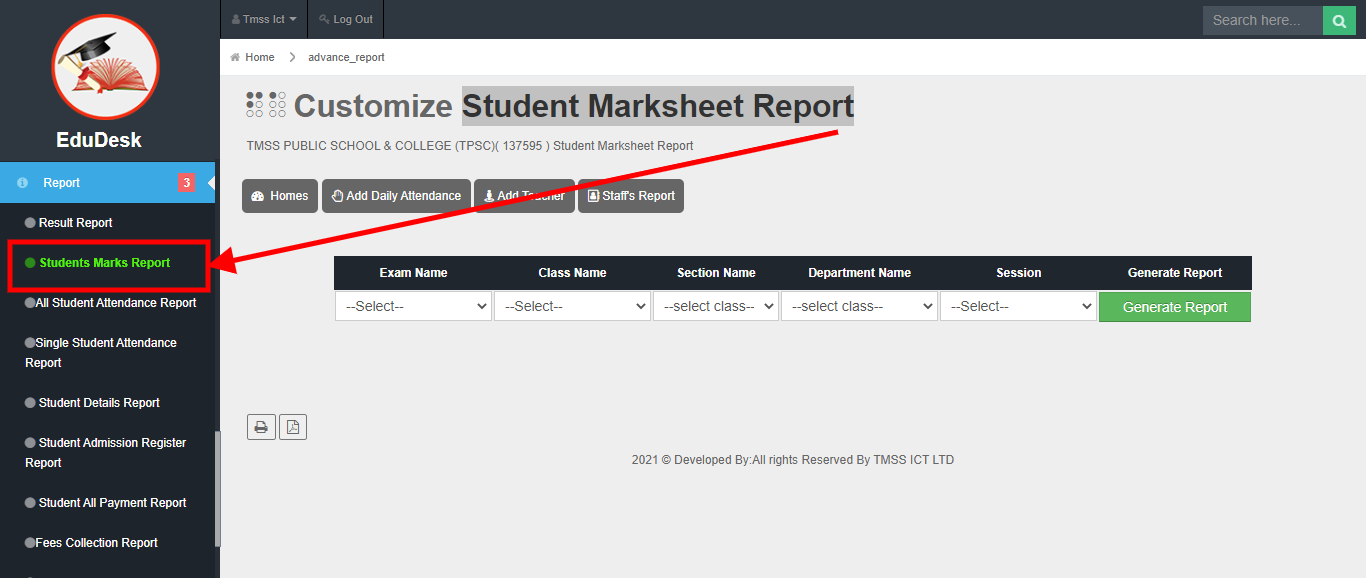 Tmss Ict
Log Out
Search here...
EduDesk
Home
advance_report
Customize Student Marksheet Report
TMSS PUBLIC SCHOOL & COLLEGE (TPSC)( 137595 ) Student Marksheet Report
Report 3
Result Report
Students Marks Report
All Student Attendance Report
Single Student Attendance
Report
Student Details Report
Student Admission Register
Report
Student All Payment Report
Fees Collection Report
Homes
Add Daily Attendance
Add Teacher
Staff's Report
Exam Name Class Name Section Name Department Name Session Generate Report
--Select-- --Select-- --select class-- --select class-- --Select-- Generate Report
2021 © Developed By:All rights Reserved By TMSS ICT LTD